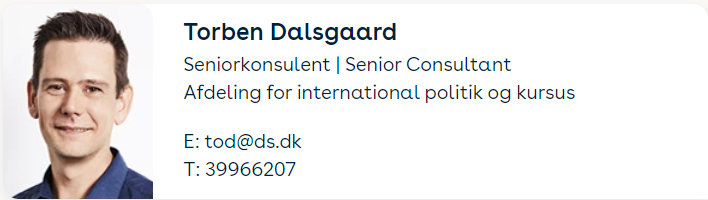 Torben Dalsgaard
Seniorkonsulent | Senior Consultant
Afdeling for international politik og kursus
E: tod@ds.dk
T: 39966207